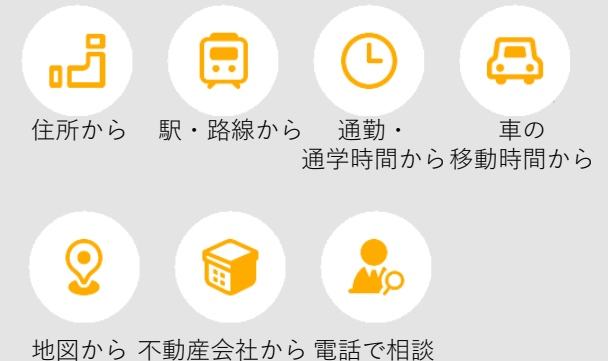 住所から
駅・路線から
通勤・
通学時間から
車の
移動時間から
地図から
不動産会社から
電話で相談